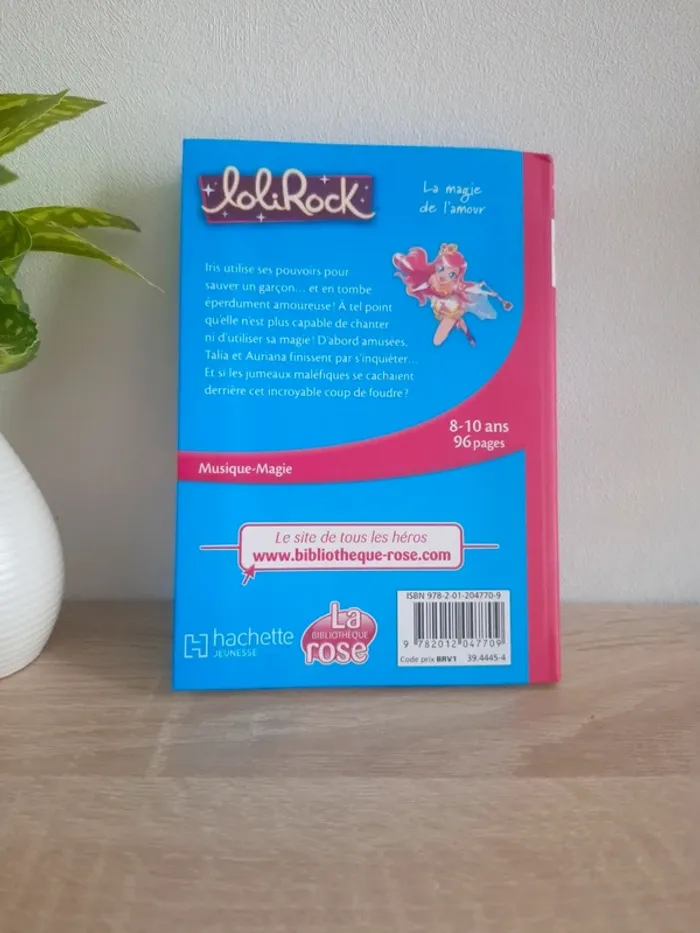 LoliRock
La magie
de l'amour
Iris utilise ses pouvoirs pour
sauver un garçon... et en tombe
éperdument amoureuse! À tel point
qu'elle n'est plus capable de chanter
ni d'utiliser sa magie! D'abord amusées,
Talia et Auriana finissent par s'inquiéter...
Et si les jumeaux maléfiques se cachaient
derrière cet incroyable coup de foudre?
8-10 ans
96 pages
Musique-Magie
Le site de tous les héros
www.bibliotheque-rose.com
ISBN 978-2-01-204770-9
9 782012 047709
Code prix BRV1 39.4445-4
hachette
JEUNESSE
La
BIBLIOTHÈQUE
rose